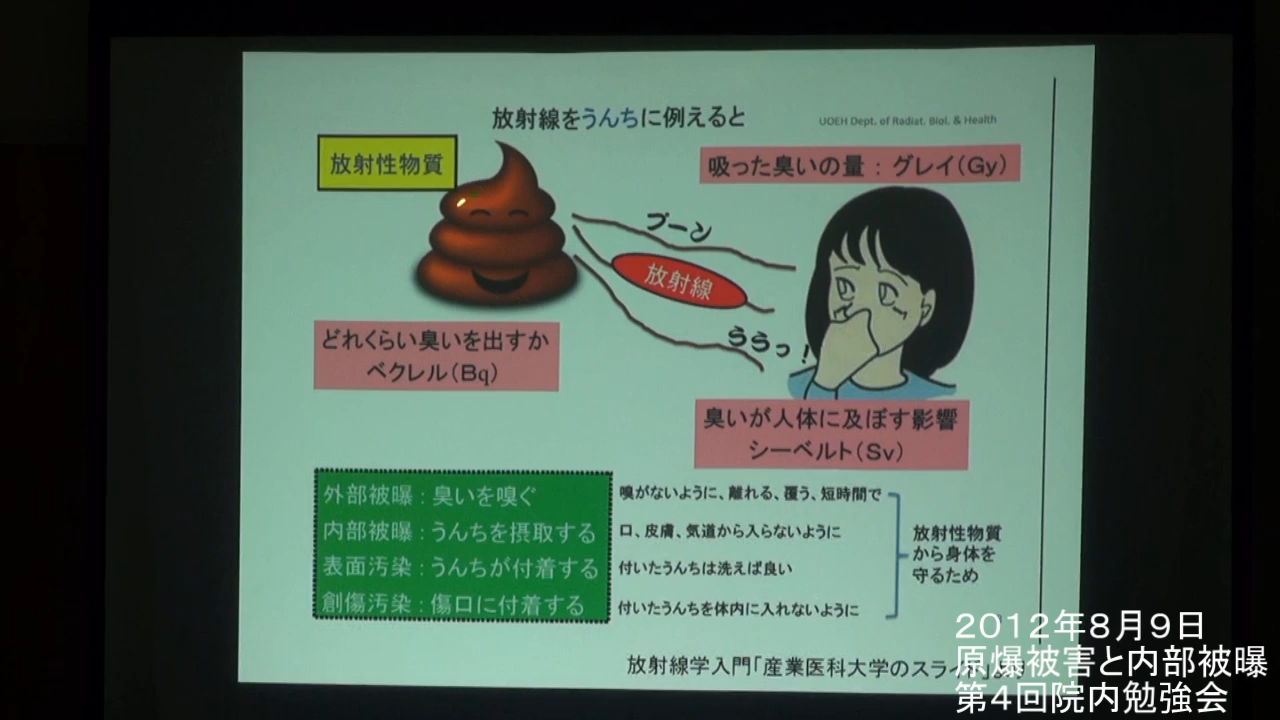 放射線をうんちに例えると
UOEH Dept. of Radiat. Biol. & Health
放射性物質
吸った臭いの量：グレイ（Gy）
プーン
放射線
ううっ！
どれくらい臭いを出すか
ベクレル（Bq）
臭いが人体に及ぼす影響
シーベルト（Sv）
外部被曝：臭いを嗅ぐ
嗅がないように、離れる、覆う、短時間で
内部被曝：うんちを摂取する
口、皮膚、気道から入らないように
表面汚染：うんちが付着する
付いたうんちは洗えば良い
創傷汚染：傷口に付着する
付いたうんちを体内に入れないように
放射性物質
から身体を
守るため
放射線学入門「産業医科大学のスライド」
２０１２年８月９日
原爆被害と内部被曝
第４回院内勉強会